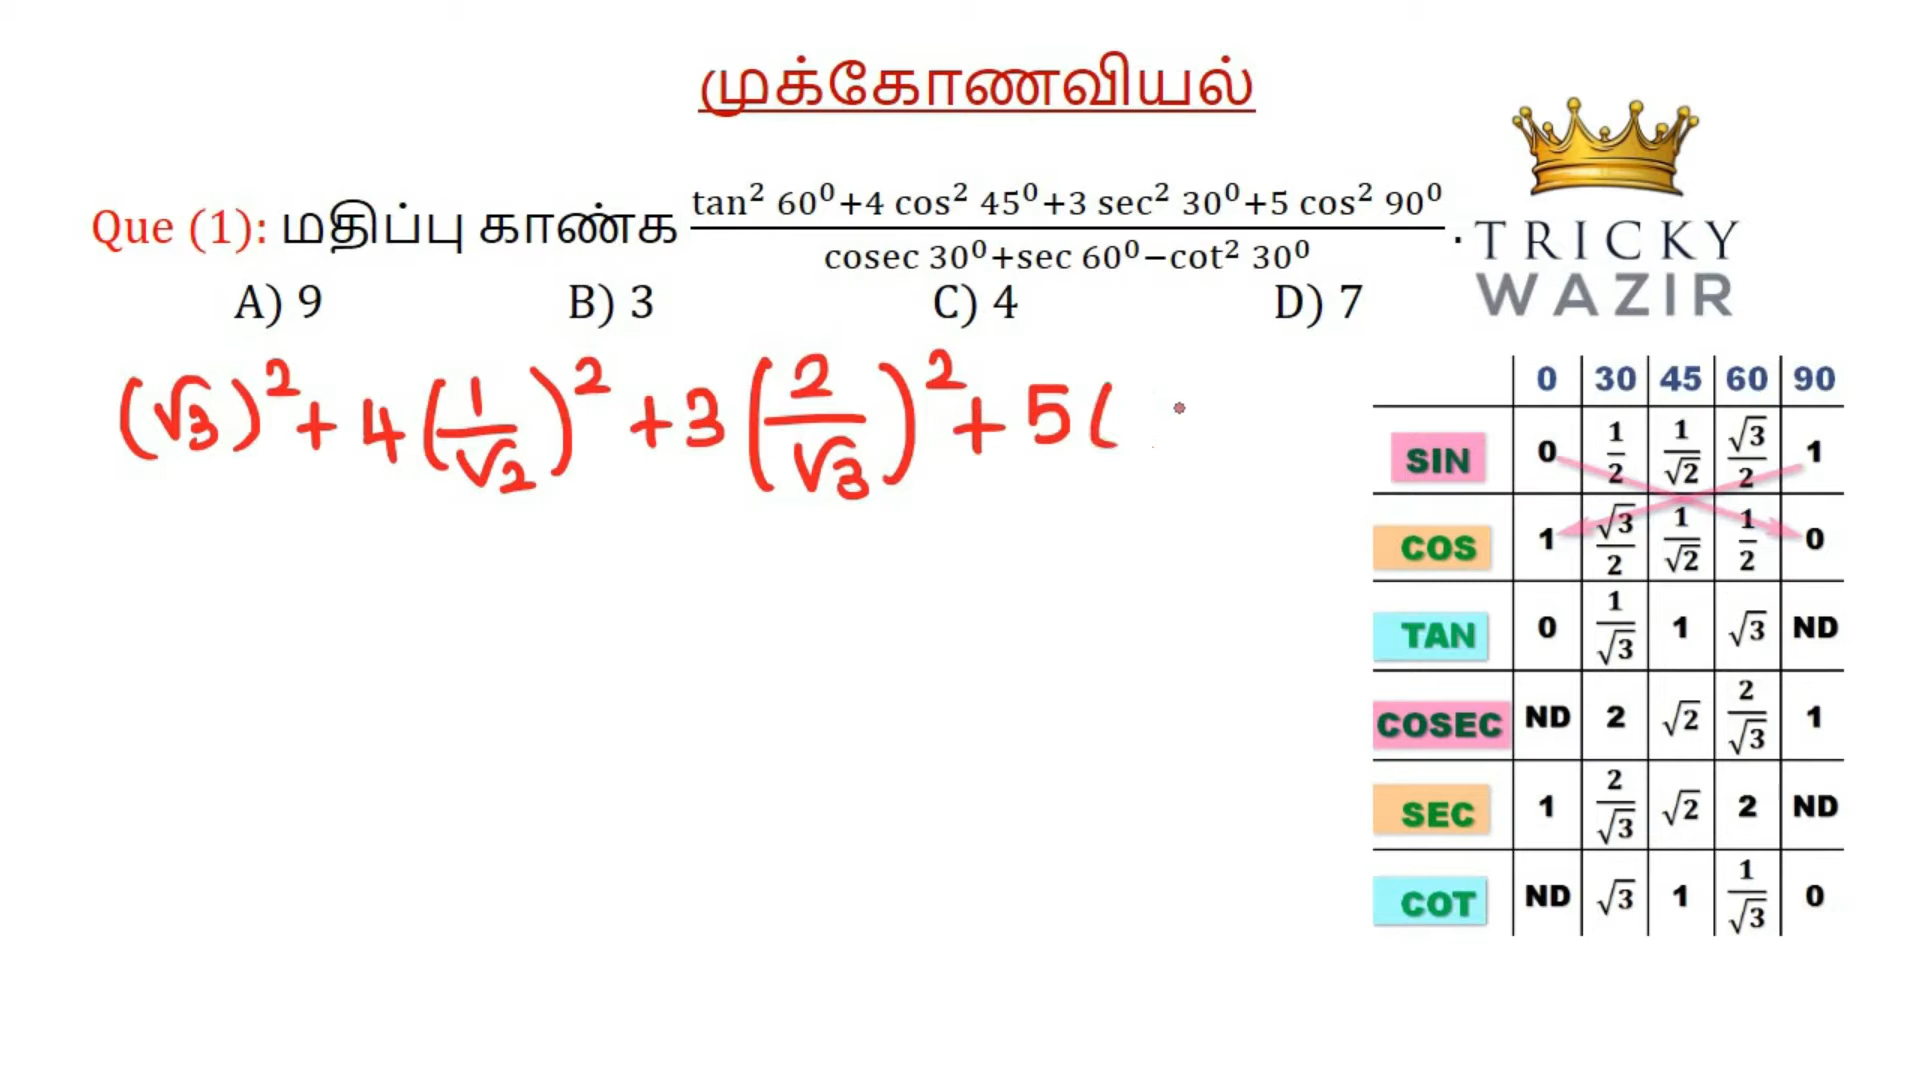 முக்கோணவியல்
Que (1): மதிப்பு காண்க (tan² 60⁰+4 cos² 45⁰+3 sec² 30⁰+5 cos² 90⁰)/(cosec 30⁰+sec 60⁰−cot² 30⁰).
A) 9 B) 3 C) 4 D) 7
TRICKY
WAZIR
(√3)² + 4(1/√2)² + 3(2/√3)² + 5(
0 30 45 60 90
SIN 0 1/2 1/√2 √3/2 1
COS 1 √3/2 1/√2 1/2 0
TAN 0 1/√3 1 √3 ND
COSEC ND 2 √2 2/√3 1
SEC 1 2/√3 √2 2 ND
COT ND √3 1 1/√3 0